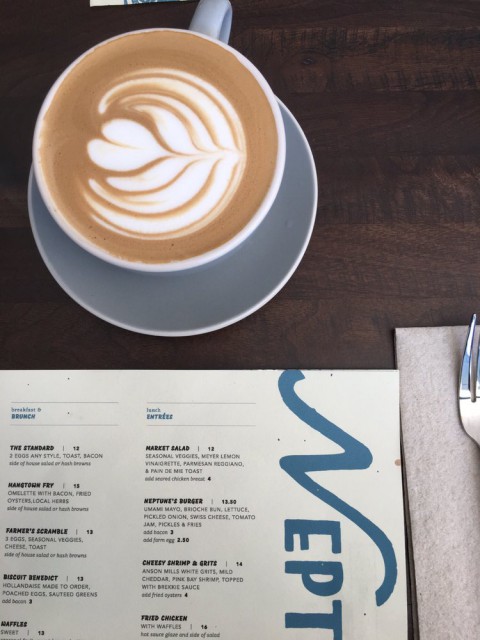 breakfast &
BRUNCH
THE STANDARD | 12
2 EGGS ANY STYLE, TOAST, BACON
side of house salad or hash browns
HANGTOWN FRY | 15
OMELETTE WITH BACON, FRIED
OYSTERS, LOCAL HERBS
side of house salad or hash browns
FARMER'S SCRAMBLE | 13
3 EGGS, SEASONAL VEGGIES,
CHEESE, TOAST
side of house salad or hash browns
BISCUIT BENEDICT | 13
HOLLANDAISE MADE TO ORDER,
POACHED EGGS, SAUTEED GREENS
add bacon 3
WAFFLES
SWEET | 13
lunch
ENTRÉES
MARKET SALAD | 12
SEASONAL VEGGIES, MEYER LEMON
VINAIGRETTE, PARMESAN REGGIANO,
& PAIN DE MIE TOAST
add seared chicken breast 4
NEPTUNE'S BURGER | 13.50
UMAMI MAYO, BRIOCHE BUN, LETTUCE,
PICKLED ONION, SWISS CHEESE, TOMATO
JAM, PICKLES & FRIES
add bacon 3
add farm egg 2.50
CHEESY SHRIMP & GRITS | 14
ANSON MILLS WHITE GRITS, MILD
CHEDDAR, PINK BAY SHRIMP, TOPPED
WITH BREKKIE SAUCE
add fried oysters 4
FRIED CHICKEN
WITH WAFFLES | 16
hot sauce glaze and side of salad
NEPT